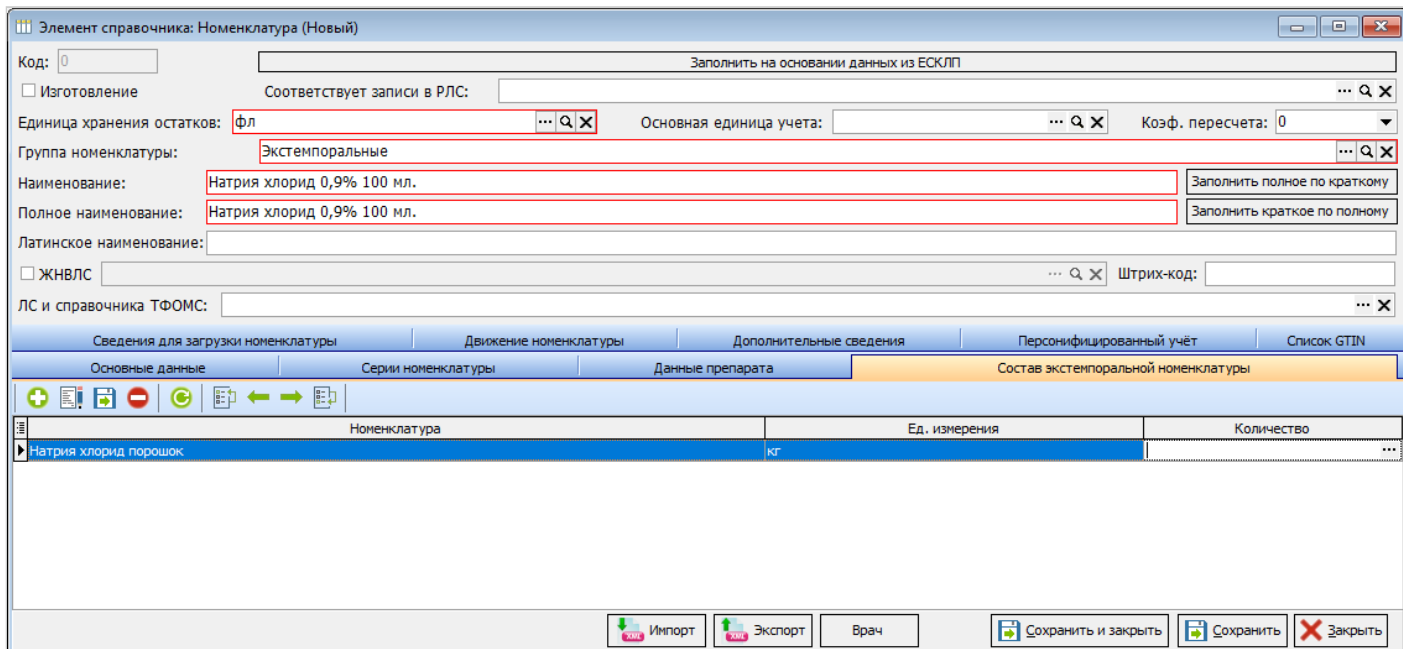 Элемент справочника: Номенклатура (Новый)
Код: 0 Заполнить на основании данных из ЕСКЛП
Изготовление Соответствует записи в РЛС:
Единица хранения остатков: фл Основная единица учета: Коэф. пересчета: 0
Группа номенклатуры: Экстемпоральные
Наименование: Натрия хлорид 0,9% 100 мл. Заполнить полное по краткому
Полное наименование: Натрия хлорид 0,9% 100 мл. Заполнить краткое по полному
Латинское наименование:
ЖНВЛС Штрих-код:
ЛС и справочника ТФОМС:
Сведения для загрузки номенклатуры Движение номенклатуры Дополнительные сведения Персонифицированный учёт Список GTIN
Основные данные Серии номенклатуры Данные препарата Состав экстемпоральной номенклатуры
Номенклатура Ед. измерения Количество
Натрия хлорид порошок кг
XML Импорт XML Экспорт Врач Сохранить и закрыть Сохранить Закрыть